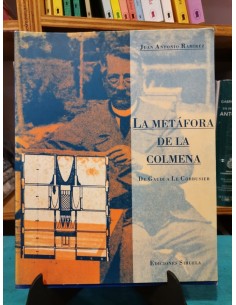 JUAN ANTONIO RAMÍREZ
LA METÁFORA
DE LA
COLMENA
DE GAUDÍ A LE CORBUSIER
EDICIONES SIRUELA